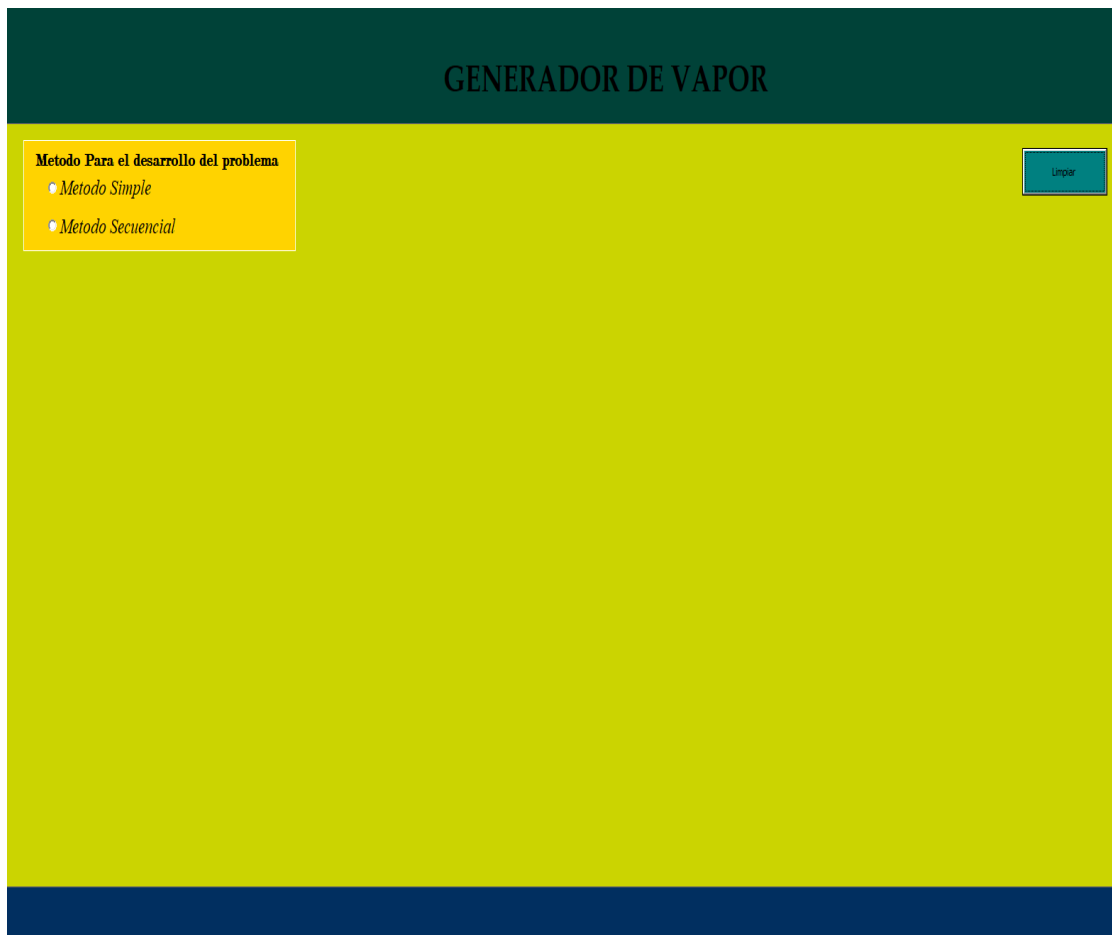 GENERADOR DE VAPOR
Metodo Para el desarrollo del problema
Metodo Simple
Metodo Secuencial
Limpiar